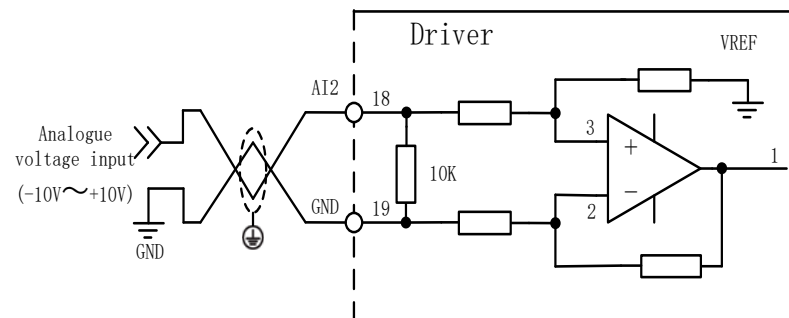 Driver
VREF
AI2
18
Analogue
voltage input
(-10V～+10V)
3
+
1
10K
GND
19
−
2
GND